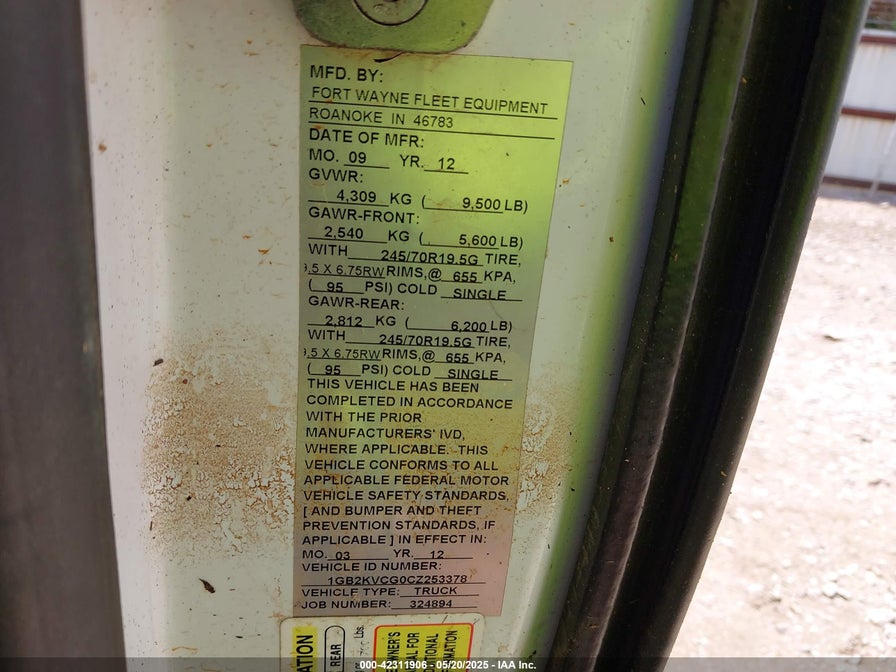 MFD. BY:
FORT WAYNE FLEET EQUIPMENT
ROANOKE IN 46783
DATE OF MFR:
MO. 09 YR. 12
GVWR:
4,309 KG ( 9,500 LB)
GAWR-FRONT:
2,540 KG ( 5,600 LB)
WITH 245/70R19.5G TIRE,
9.5 X 6.75RW RIMS,@ 655 KPA,
( 95 PSI) COLD SINGLE
GAWR-REAR:
2,812 KG ( 6,200 LB)
WITH 245/70R19.5G TIRE,
9.5 X 6.75RW RIMS,@ 655 KPA,
( 95 PSI) COLD SINGLE
THIS VEHICLE HAS BEEN
COMPLETED IN ACCORDANCE
WITH THE PRIOR
MANUFACTURERS' IVD,
WHERE APPLICABLE. THIS
VEHICLE CONFORMS TO ALL
APPLICABLE FEDERAL MOTOR
VEHICLE SAFETY STANDARDS,
[ AND BUMPER AND THEFT
PREVENTION STANDARDS, IF
APPLICABLE ] IN EFFECT IN:
MO. 03 YR. 12
VEHICLE ID NUMBER:
1GB2KVCG0CZ253378
VEHICLE TYPE: TRUCK
JOB NUMBER: 324894
REAR
Lbs.
000-42311906 - 05/20/2025 - IAA Inc.